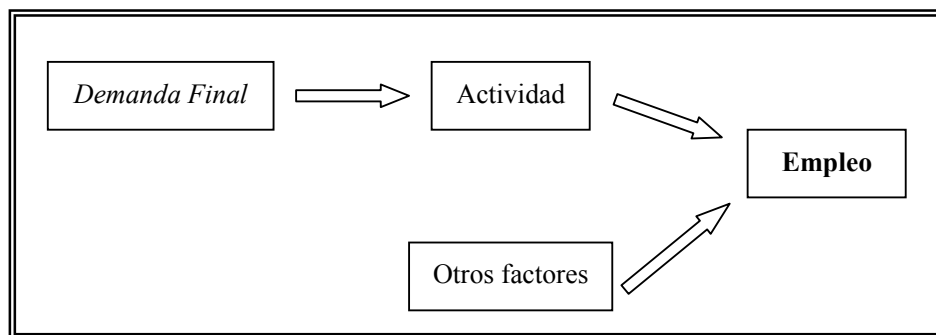 Demanda Final
Actividad
Empleo
Otros factores